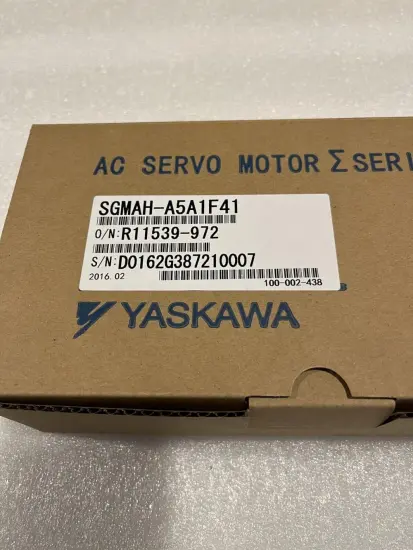 AC SERVO MOTOR Σ SERI
SGMAH-A5A1F41
O/N:R11539-972
S/N:D0162G387210007
2016.02
100-002-438
YASKAWA